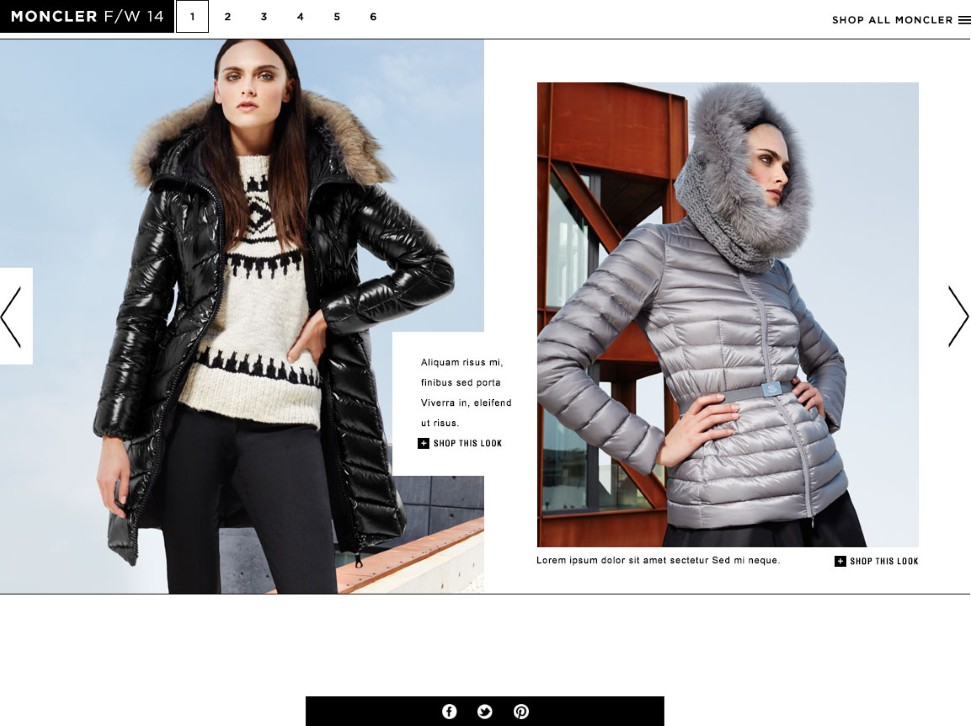 MONCLER F/W 14
1 2 3 4 5 6
SHOP ALL MONCLER
Aliquam risus mi,
finibus sed porta
Viverra in, eleifend
ut risus.
SHOP THIS LOOK
Lorem ipsum dolor sit amet sectetur Sed mi neque.
SHOP THIS LOOK